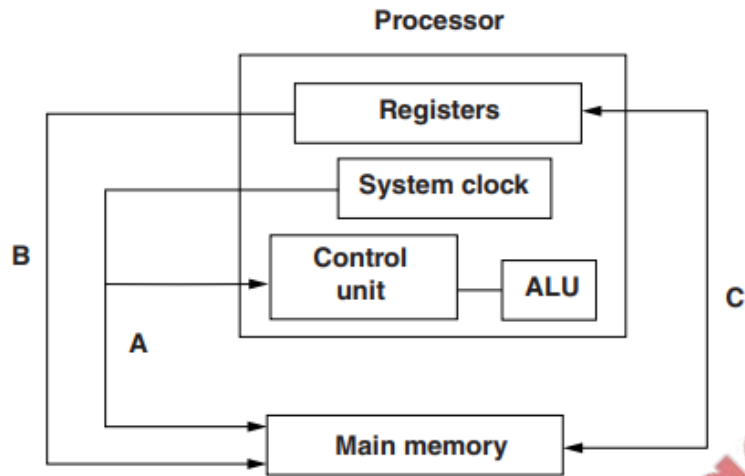 Processor
Registers
System clock
B
Control
unit
ALU
C
A
Main memory